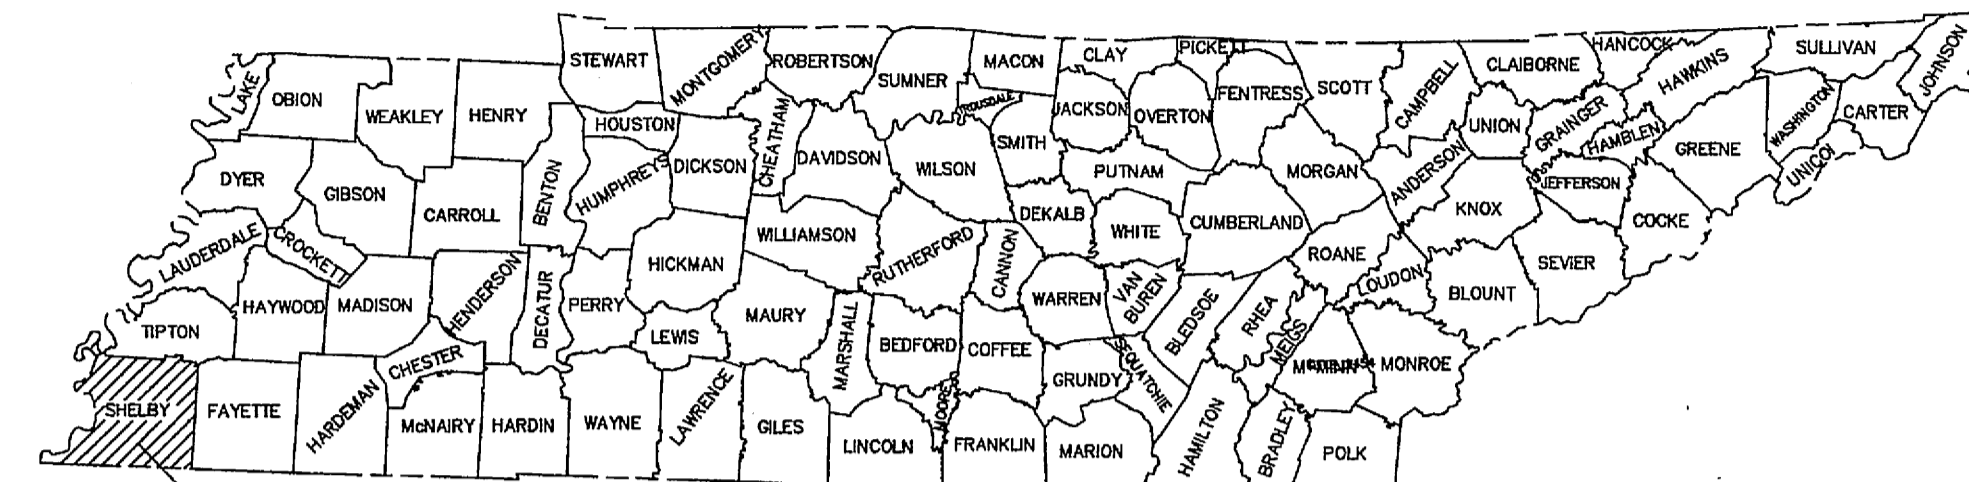 STEWART
MONTGOMERY
ROBERTSON
SUMNER
MACON
CLAY
PICKETT
FENTRESS
SCOTT
CAMPBELL
CLAIBORNE
HANCOCK
HAWKINS
SULLIVAN
JOHNSON
LAKE
OBION
WEAKLEY
HENRY
HOUSTON
CHEATHAM
TROUSDALE
JACKSON
OVERTON
UNION
GRAINGER
HAMBLEN
WASHINGTON
CARTER
DYER
GIBSON
CARROLL
BENTON
HUMPHREYS
DICKSON
DAVIDSON
WILSON
SMITH
PUTNAM
MORGAN
ANDERSON
JEFFERSON
GREENE
UNICOI
LAUDERDALE
CROCKETT
HICKMAN
WILLIAMSON
RUTHERFORD
CANNON
DEKALB
WHITE
CUMBERLAND
ROANE
KNOX
COCKE
TIPTON
HAYWOOD
MADISON
HENDERSON
DECATUR
PERRY
LEWIS
MAURY
MARSHALL
BEDFORD
COFFEE
WARREN
VAN
BUREN
BLEDSOE
RHEA
MEIGS
LOUDON
BLOUNT
SEVIER
SHELBY
FAYETTE
HARDEMAN
CHESTER
McNAIRY
HARDIN
WAYNE
LAWRENCE
GILES
LINCOLN
MOORE
FRANKLIN
GRUNDY
MARION
SEQUATCHIE
HAMILTON
BRADLEY
MONROE
POLK